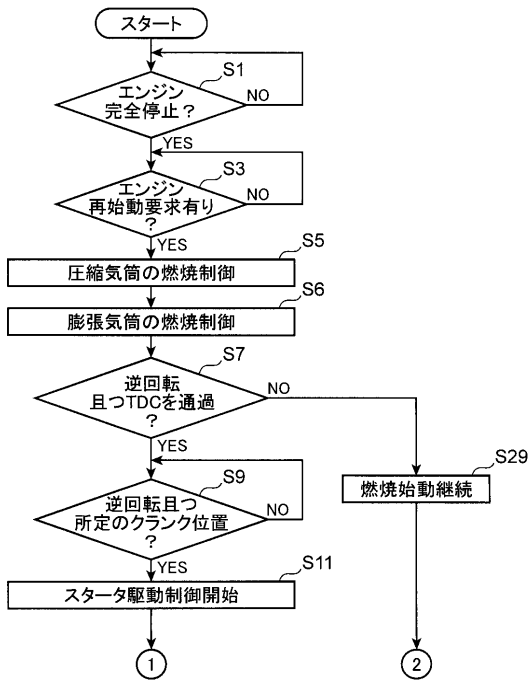 スタート
S1
エンジン
完全停止？
NO
YES
S3
エンジン
再始動要求有り
？
NO
YES
S5
圧縮気筒の燃焼制御
S6
膨張気筒の燃焼制御
S7
逆回転
且つTDCを通過
？
NO
YES
S29
燃焼始動継続
S9
逆回転且つ
所定のクランク位置
？
NO
YES
S11
スタータ駆動制御開始
1
2